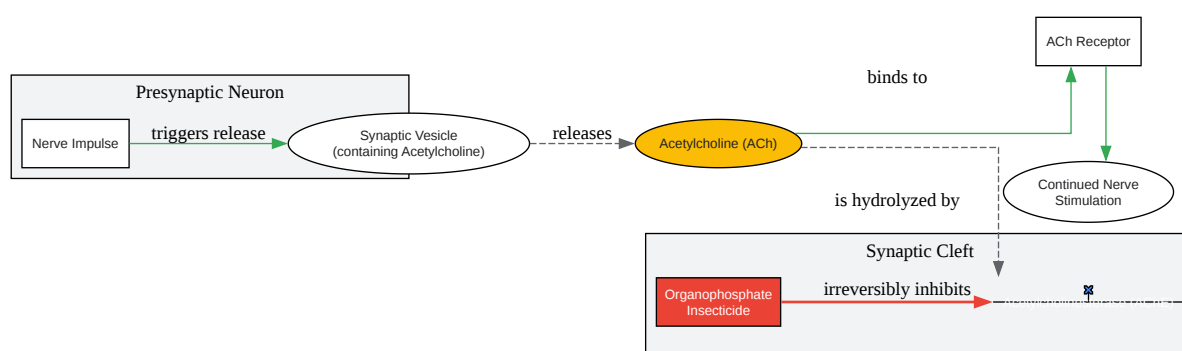 ACh Receptor
binds to
Presynaptic Neuron
Nerve Impulse
triggers release
Synaptic Vesicle
(containing Acetylcholine)
releases
Acetylcholine (ACh)
Continued Nerve
Stimulation
is hydrolyzed by
Synaptic Cleft
Organophosphate
Insecticide
irreversibly inhibits